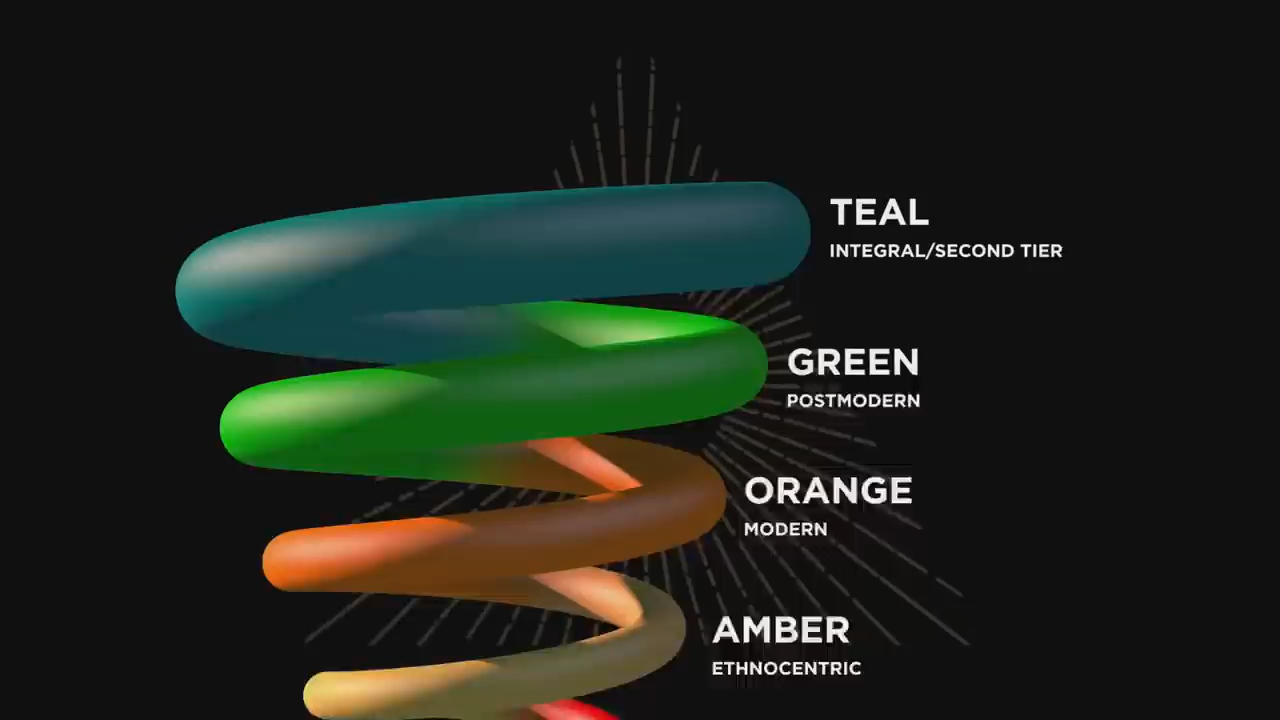 TEAL
INTEGRAL/SECOND TIER
GREEN
POSTMODERN
ORANGE
MODERN
AMBER
ETHNOCENTRIC